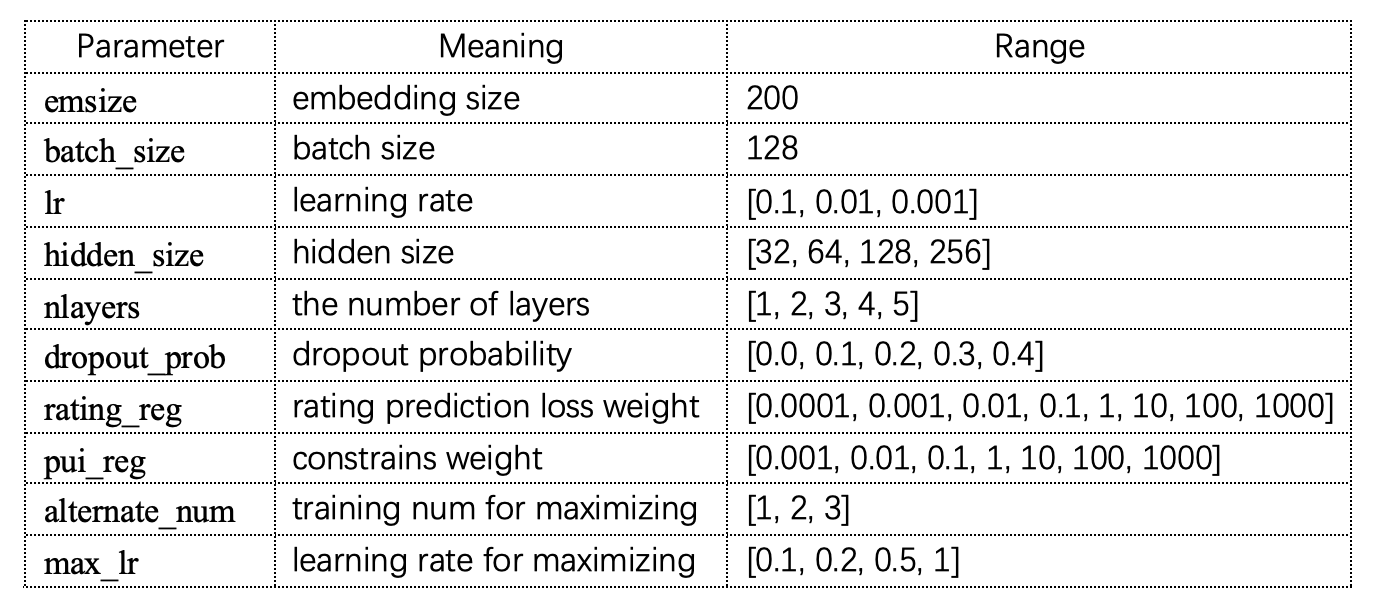 Parameter Meaning Range
emsize embedding size 200
batch_size batch size 128
lr learning rate [0.1, 0.01, 0.001]
hidden_size hidden size [32, 64, 128, 256]
nlayers the number of layers [1, 2, 3, 4, 5]
dropout_prob dropout probability [0.0, 0.1, 0.2, 0.3, 0.4]
rating_reg rating prediction loss weight [0.0001, 0.001, 0.01, 0.1, 1, 10, 100, 1000]
pui_reg constrains weight [0.001, 0.01, 0.1, 1, 10, 100, 1000]
alternate_num training num for maximizing [1, 2, 3]
max_lr learning rate for maximizing [0.1, 0.2, 0.5, 1]